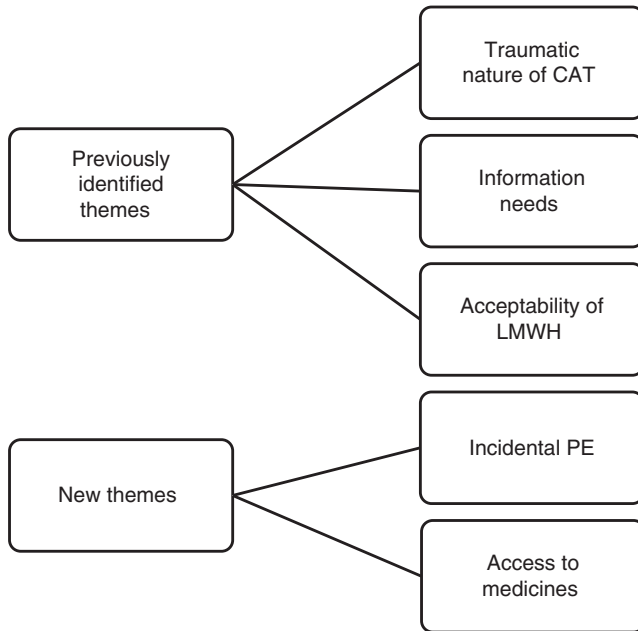 Previously
identified
themes
Traumatic
nature of CAT
Information
needs
Acceptability of
LMWH
New themes
Incidental PE
Access to
medicines